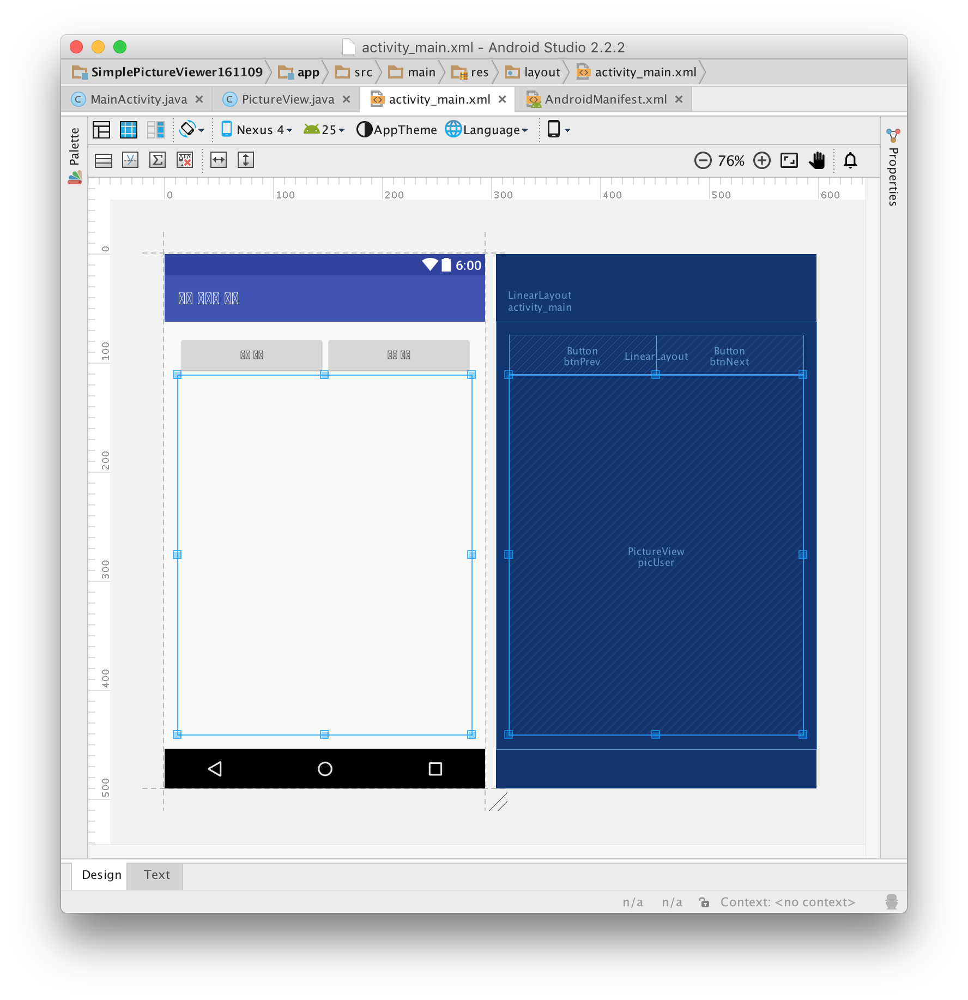 activity_main.xml - Android Studio 2.2.2
SimplePictureViewer161109 app src main res layout activity_main.xml
MainActivity.java PictureView.java activity_main.xml AndroidManifest.xml
Palette
Nexus 4 25 AppTheme Language
76%
Properties
0 100 200 300 400 500 600
0
100
200
300
400
500
6:00
LinearLayout
activity_main
Button
btnPrev
LinearLayout
Button
btnNext
PictureView
picUser
Design Text
n/a n/a Context: <no context>